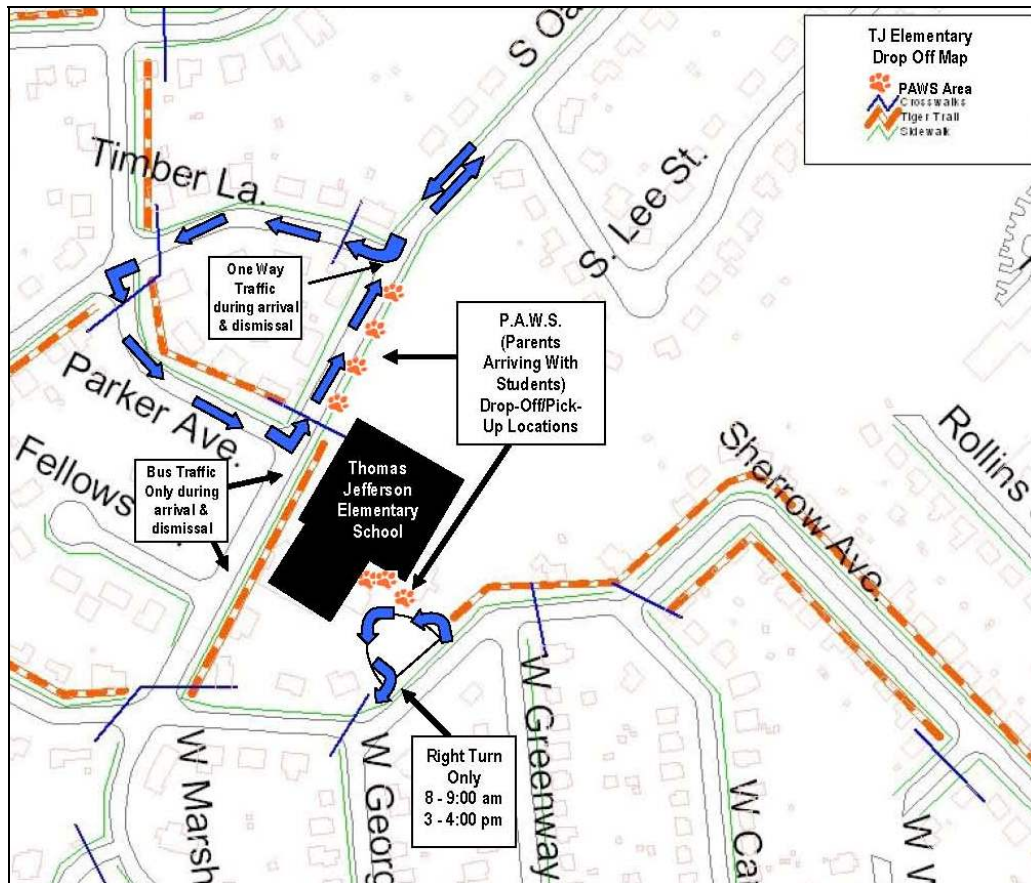 TJ Elementary
Drop Off Map
PAWS Area
Crosswalks
Tiger Trail
Sidewalk
S Oa
Timber La.
S. Lee St.
One Way
Traffic
during arrival
& dismissal
P.A.W.S.
(Parents
Arriving With
Students)
Drop-Off/Pick-
Up Locations
Parker Ave.
Fellows
Bus Traffic
Only during
arrival &
dismissal
Thomas
Jefferson
Elementary
School
Sherrow Ave.
Rollins
Right Turn
Only
8 - 9:00 am
3 - 4:00 pm
W Marsh
W Georg
W Greenway
W Ca
W